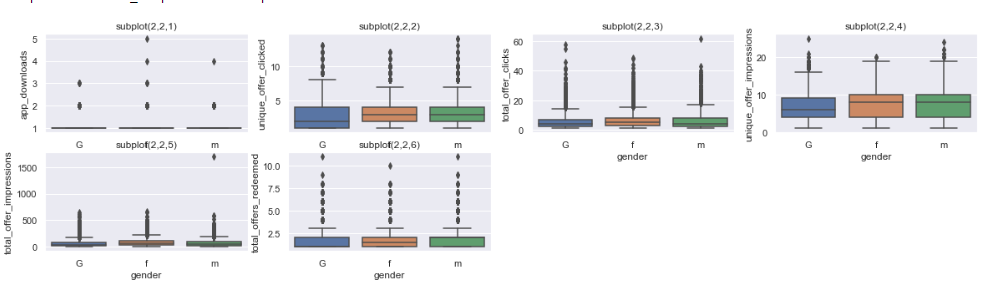 subplot(2,2,1)
app_downloads
5
4
3
2
1
G
f
m
subplot(2,2,2)
unique_offer_clicked
10
5
G
f
m
subplot(2,2,3)
total_offer_clicks
60
40
20
0
G
f
m
gender
subplot(2,2,4)
unique_offer_impressions
20
10
0
G
f
m
gender
subplot(2,2,5)
total_offer_impressions
1500
1000
500
0
G
f
m
gender
subplot(2,2,6)
total_offers_redeemed
10.0
7.5
5.0
2.5
G
f
m
gender